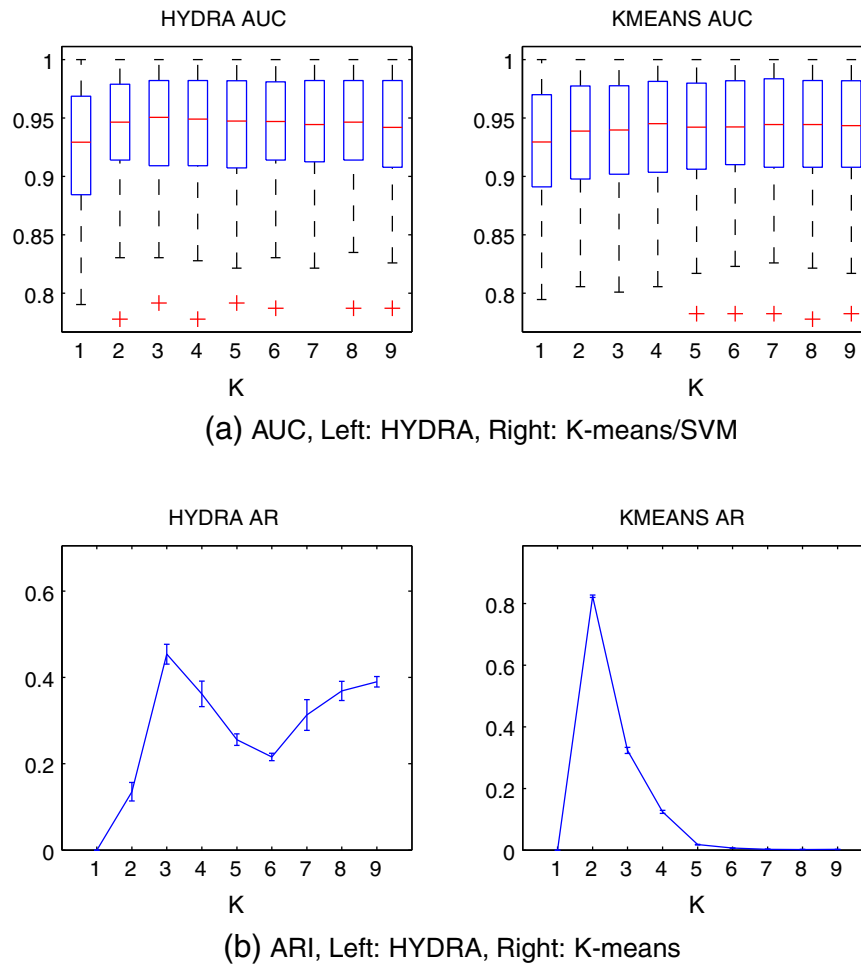 HYDRA AUC
1
0.95
0.9
0.85
0.8
1 2 3 4 5 6 7 8 9
K
KMEANS AUC
1
0.95
0.9
0.85
0.8
1 2 3 4 5 6 7 8 9
K
(a) AUC, Left: HYDRA, Right: K-means/SVM
HYDRA AR
0.6
0.4
0.2
0
1 2 3 4 5 6 7 8 9
K
KMEANS AR
0.8
0.6
0.4
0.2
0
1 2 3 4 5 6 7 8 9
K
(b) ARI, Left: HYDRA, Right: K-means